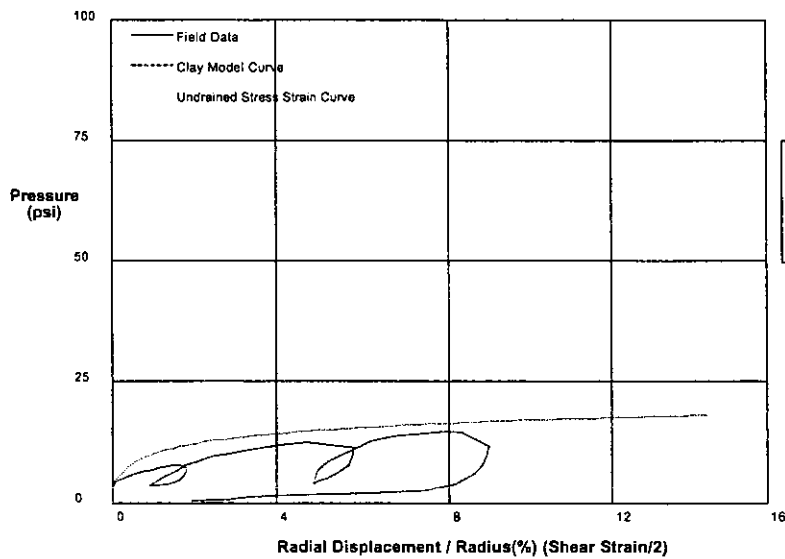 100
Field Data
Clay Model Curve
Undrained Stress Strain Curve
75
Pressure
(psi)
50
25
0
0 4 8 12 16
Radial Displacement / Radius(%) (Shear Strain/2)